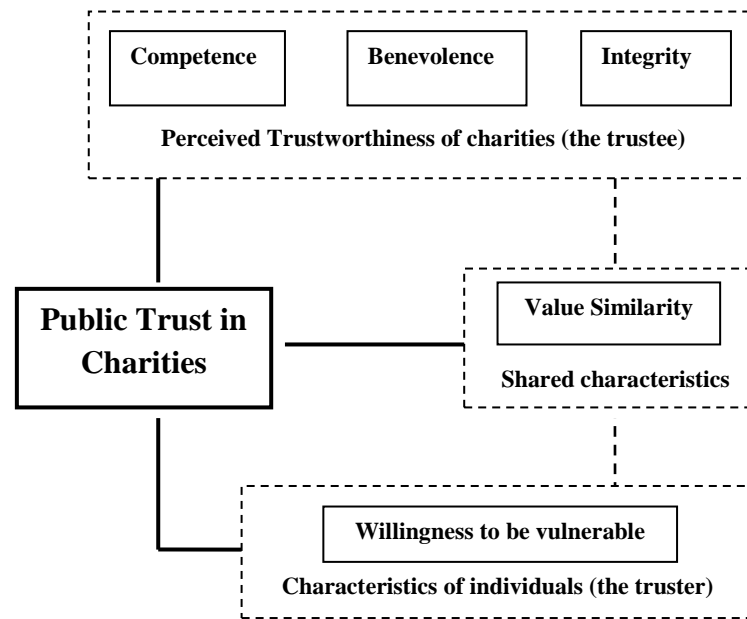 Competence
Benevolence
Integrity
Perceived Trustworthiness of charities (the trustee)
Public Trust in
Charities
Value Similarity
Shared characteristics
Willingness to be vulnerable
Characteristics of individuals (the truster)